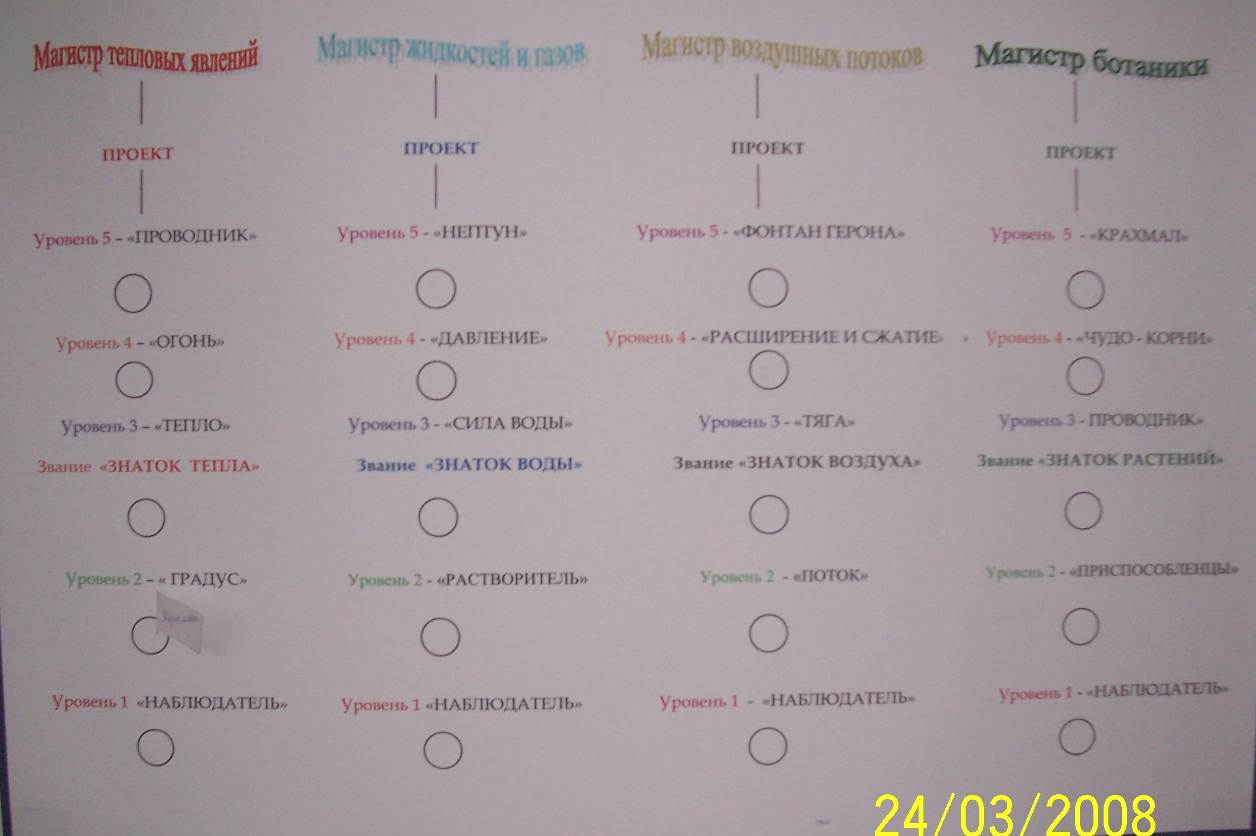 Магистр тепловых явлений
ПРОЕКТ
Уровень 5 – «ПРОВОДНИК»
Уровень 4 – «ОГОНЬ»
Уровень 3 – «ТЕПЛО»
Звание «ЗНАТОК ТЕПЛА»
Уровень 2 – « ГРАДУС»
Уровень 1 «НАБЛЮДАТЕЛЬ»
Магистр жидкостей и газов
ПРОЕКТ
Уровень 5 - «НЕПТУН»
Уровень 4 - «ДАВЛЕНИЕ»
Уровень 3 - «СИЛА ВОДЫ»
Звание «ЗНАТОК ВОДЫ»
Уровень 2 - «РАСТВОРИТЕЛЬ»
Уровень 1 «НАБЛЮДАТЕЛЬ»
Магистр воздушных потоков
ПРОЕКТ
Уровень 5 - «ФОНТАН ГЕРОНА»
Уровень 4 - «РАСШИРЕНИЕ И СЖАТИЕ»
Уровень 3 - «ТЯГА»
Звание «ЗНАТОК ВОЗДУХА»
Уровень 2 - «ПОТОК»
Уровень 1 - «НАБЛЮДАТЕЛЬ»
Магистр ботаники
ПРОЕКТ
Уровень 5 - «КРАХМАЛ»
Уровень 4 - «ЧУДО - КОРНИ»
Уровень 3 - ПРОВОДНИК»
Звание «ЗНАТОК РАСТЕНИЙ»
Уровень 2 - «ПРИСПОСОБЛЕНЦЫ»
Уровень 1 - «НАБЛЮДАТЕЛЬ»
24/03/2008